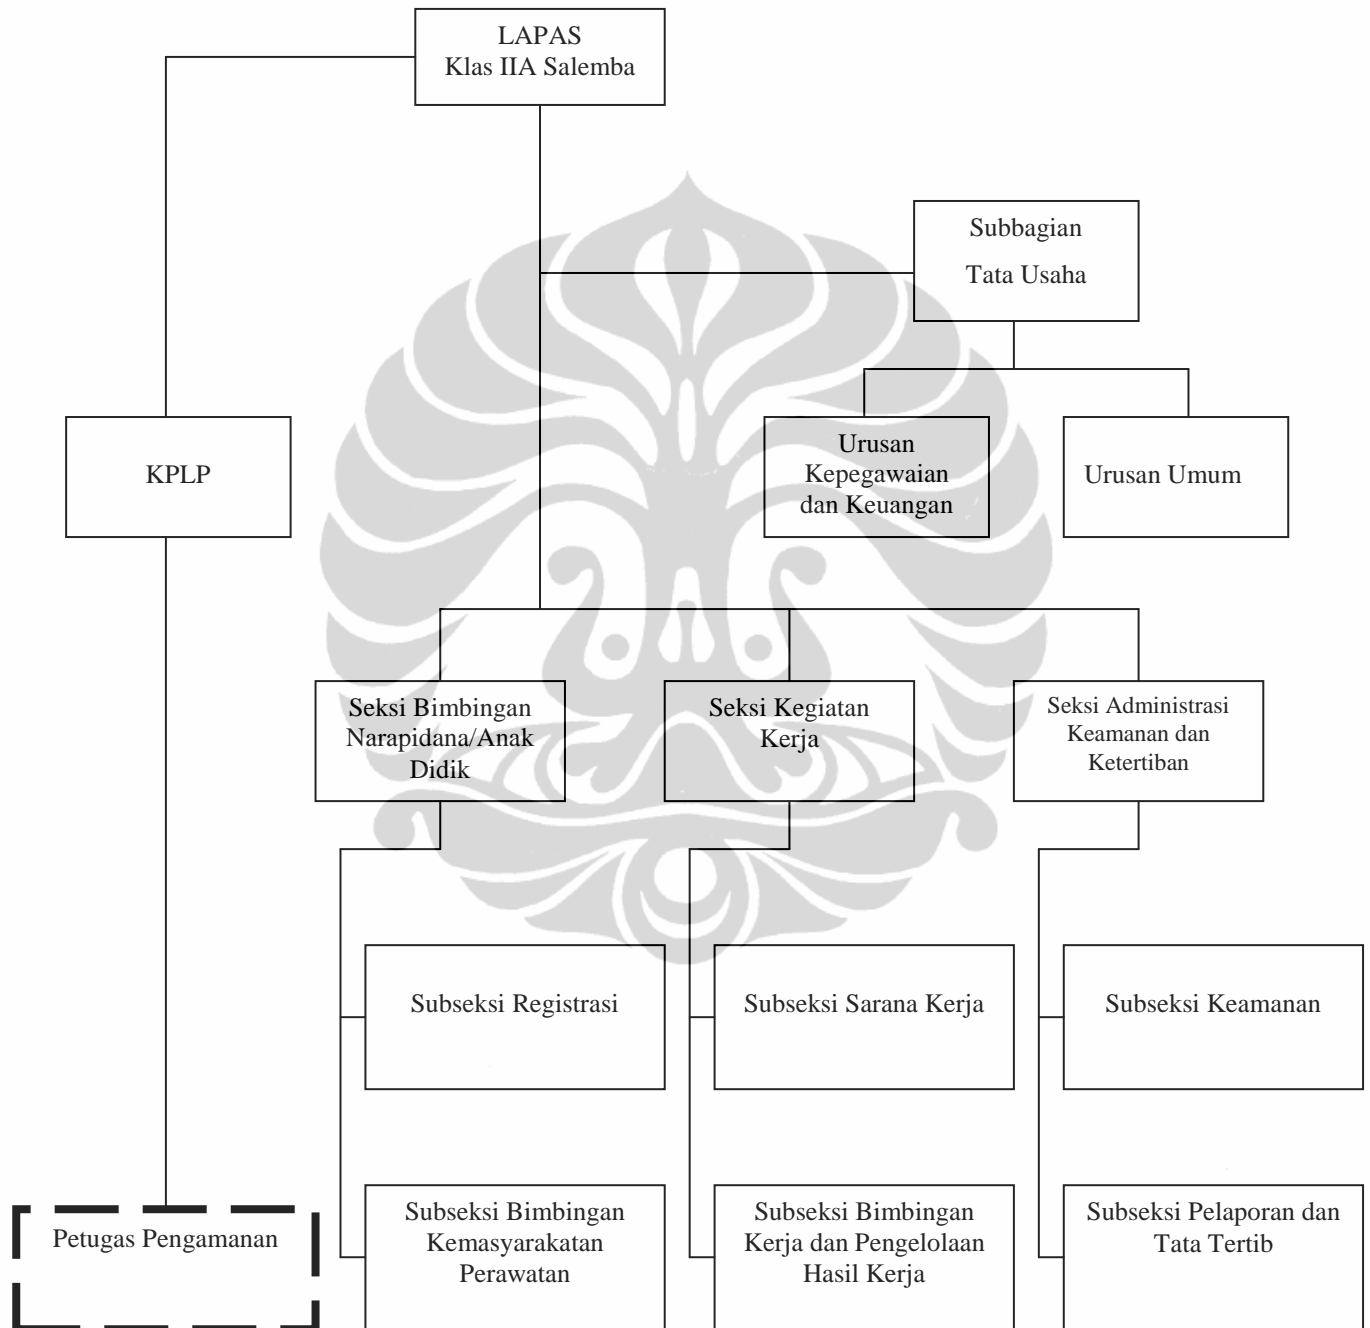 LAPAS
Klas IIA Salemba
Subbagian
Tata Usaha
KPLP
Urusan
Kepegawaian
dan Keuangan
Urusan Umum
Seksi Bimbingan
Narapidana/Anak
Didik
Seksi Kegiatan
Kerja
Seksi Administrasi
Keamanan dan
Ketertiban
Subseksi Registrasi
Subseksi Sarana Kerja
Subseksi Keamanan
Petugas Pengamanan
Subseksi Bimbingan
Kemasyarakatan
Perawatan
Subseksi Bimbingan
Kerja dan Pengelolaan
Hasil Kerja
Subseksi Pelaporan dan
Tata Tertib